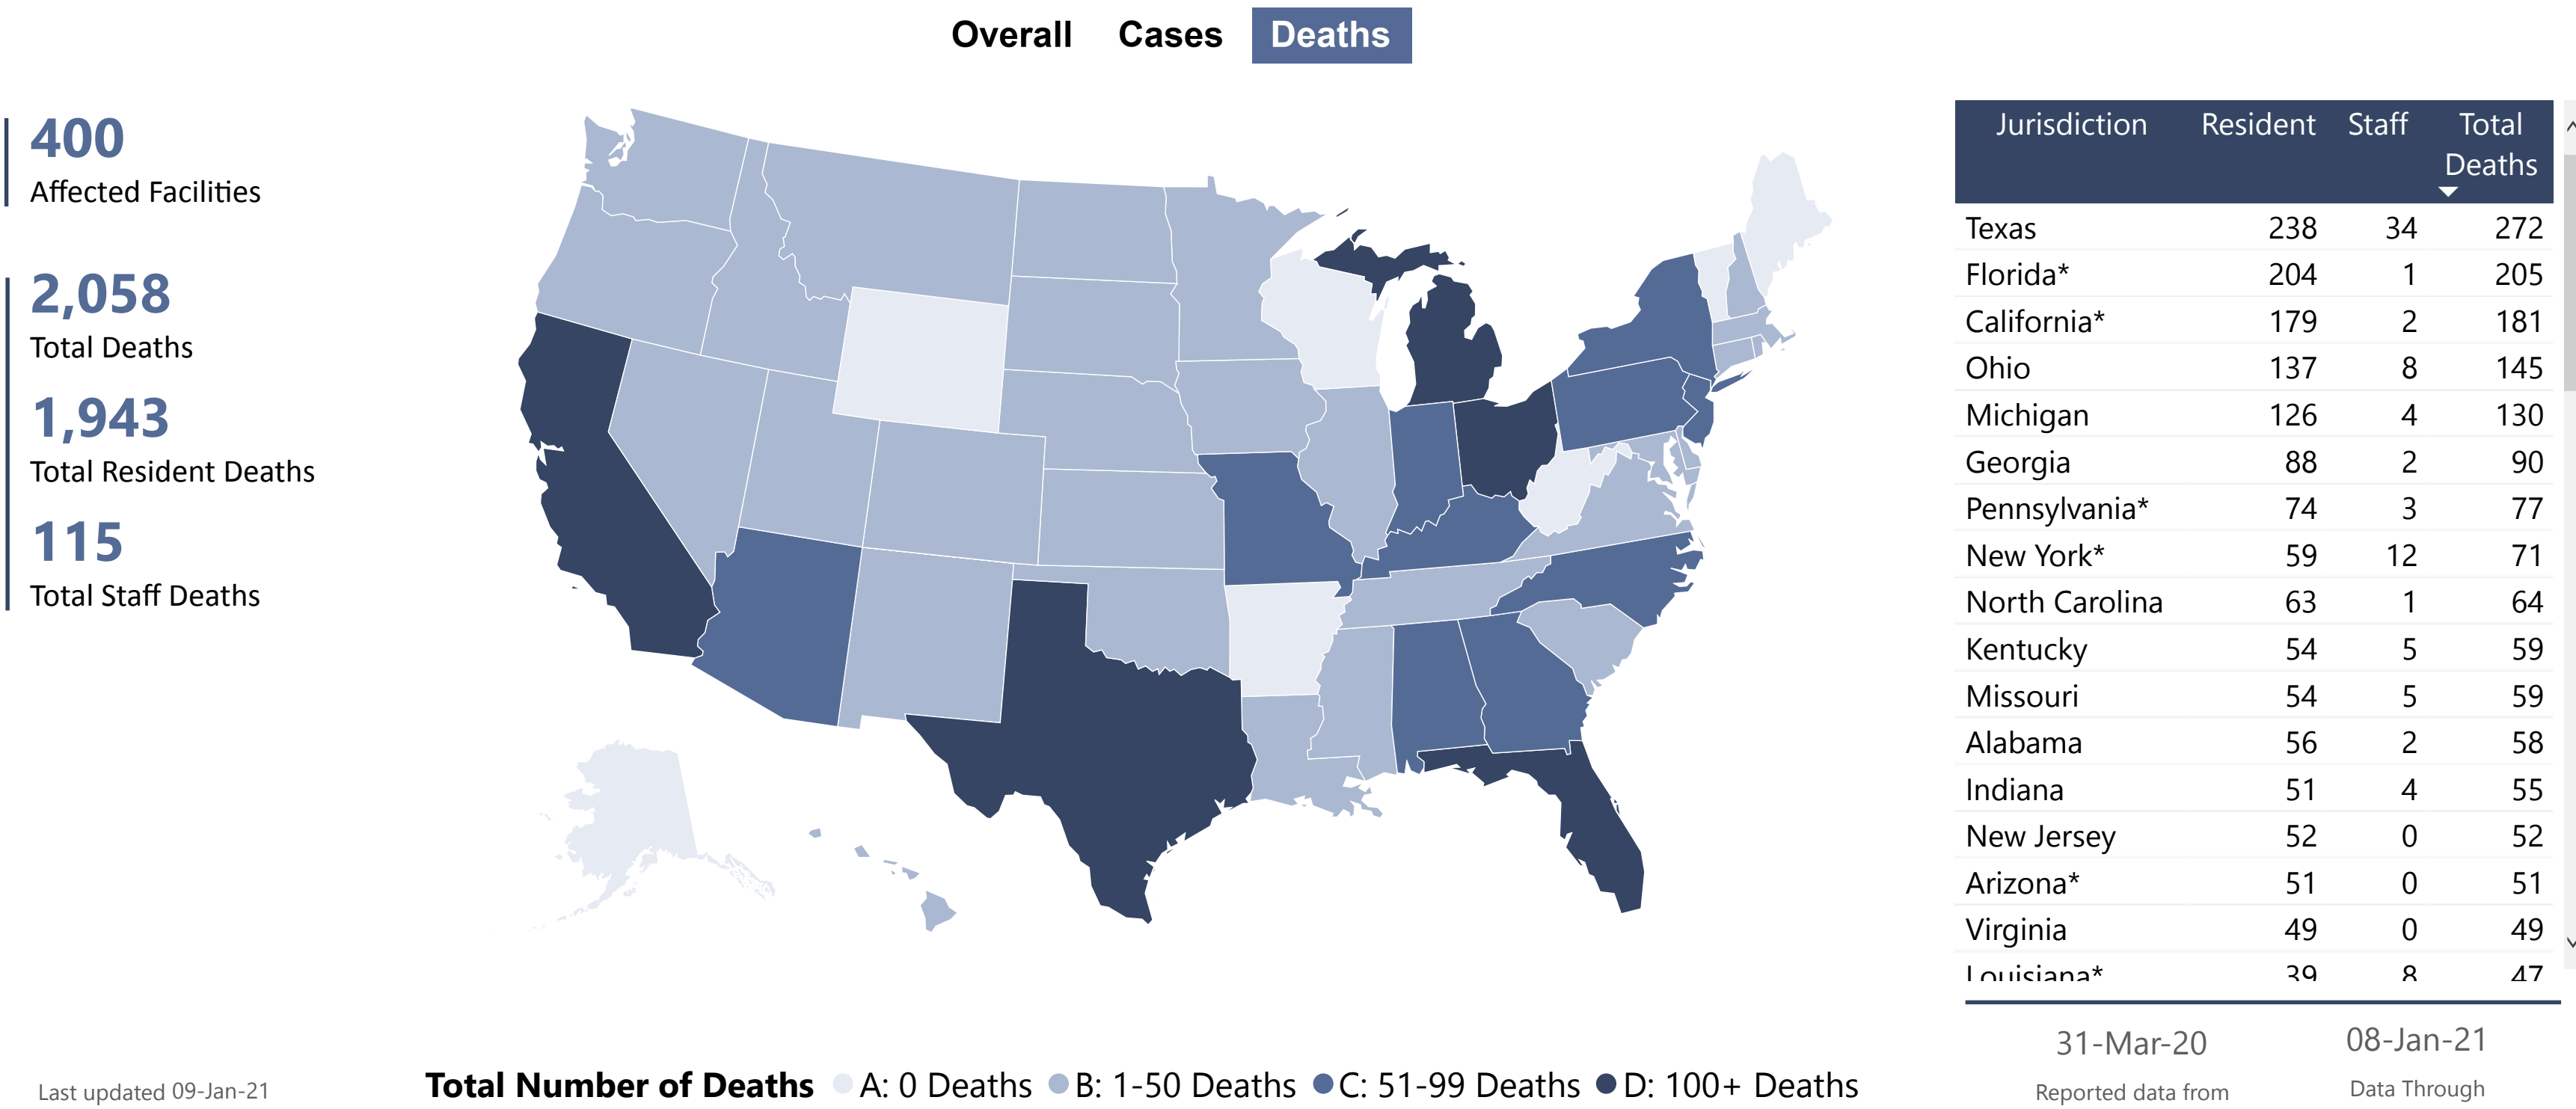 Overall Cases Deaths
400
Affected Facilities
2,058
Total Deaths
1,943
Total Resident Deaths
115
Total Staff Deaths
Last updated 09-Jan-21
Total Number of Deaths A: 0 Deaths B: 1-50 Deaths C: 51-99 Deaths D: 100+ Deaths
Jurisdiction Resident Staff Total
Deaths
Texas 238 34 272
Florida* 204 1 205
California* 179 2 181
Ohio 137 8 145
Michigan 126 4 130
Georgia 88 2 90
Pennsylvania* 74 3 77
New York* 59 12 71
North Carolina 63 1 64
Kentucky 54 5 59
Missouri 54 5 59
Alabama 56 2 58
Indiana 51 4 55
New Jersey 52 0 52
Arizona* 51 0 51
Virginia 49 0 49
Louisiana* 39 8 47
31-Mar-20 08-Jan-21
Reported data from Data Through